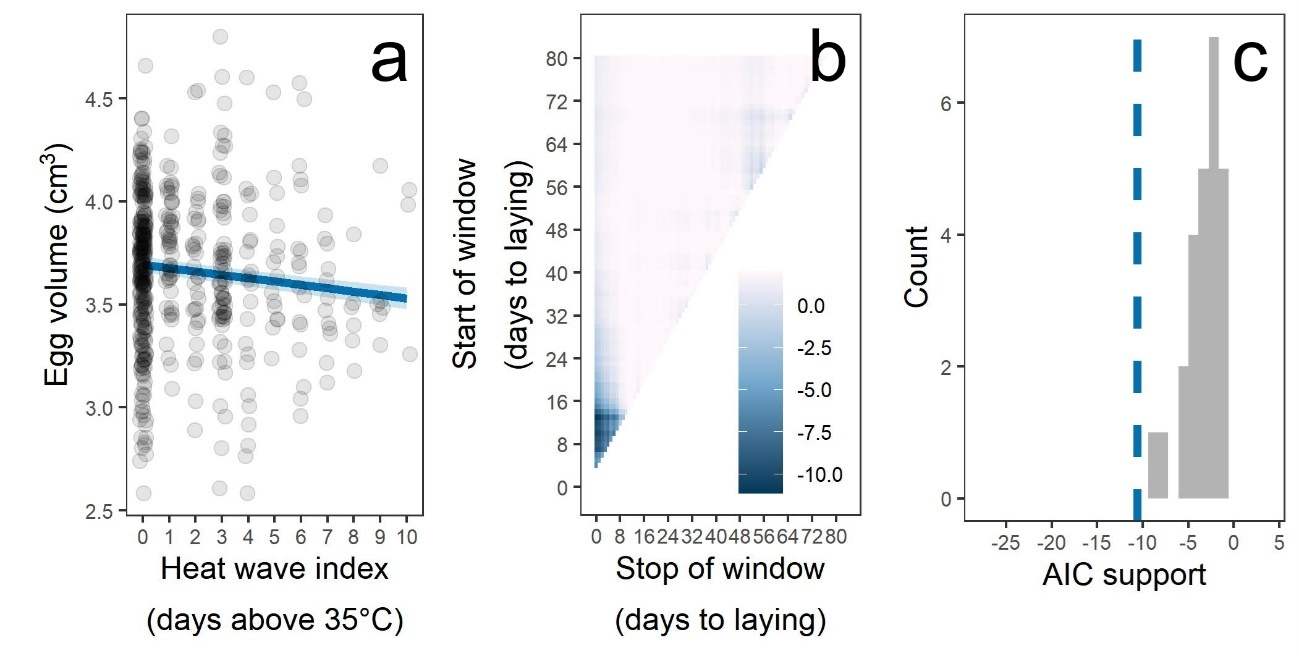 a
4.5
4.0
3.5
3.0
2.5
Egg volume (cm³)
0 1 2 3 4 5 6 7 8 9 10
Heat wave index
(days above 35°C)
b
80
72
64
56
48
40
32
24
16
8
0
Start of window
(days to laying)
0.0
-2.5
-5.0
-7.5
-10.0
0 8 16 24 32 40 48 56 64 72 80
Stop of window
(days to laying)
c
6
4
2
0
Count
-25 -20 -15 -10 -5 0 5
AIC support